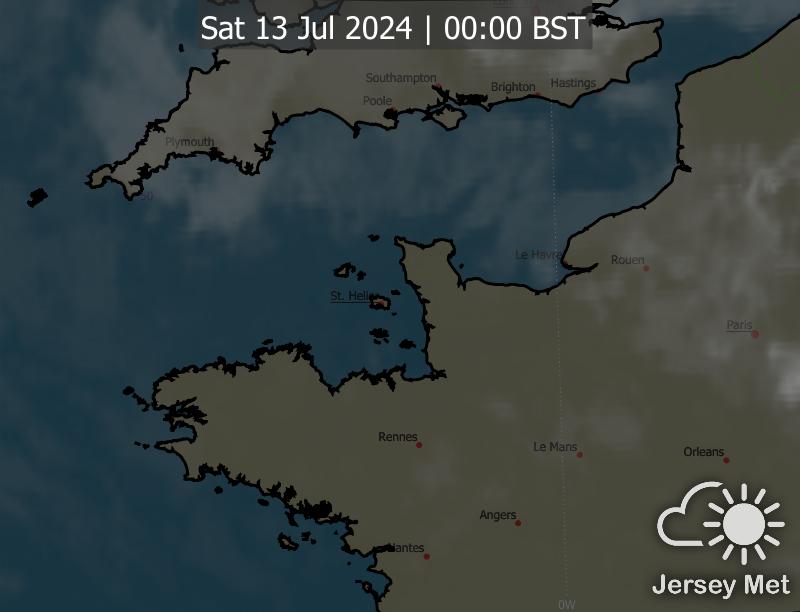 Sat 13 Jul 2024 | 00:00 BST
Southampton
Brighton
Hastings
Poole
Plymouth
50
Le Havre
Rouen
St. Helier
Paris
Rennes
Le Mans
Orleans
Angers
Nantes
Jersey Met
0W